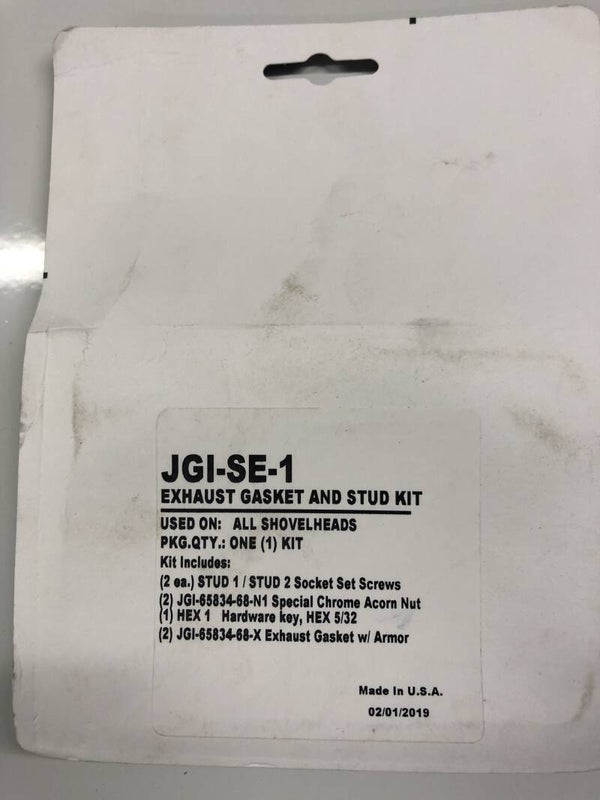 JGI-SE-1
EXHAUST GASKET AND STUD KIT
USED ON: ALL SHOVELHEADS
PKG.QTY.: ONE (1) KIT
Kit Includes:
(2 ea.) STUD 1 / STUD 2 Socket Set Screws
(2) JGI-65834-68-N1 Special Chrome Acorn Nut
(1) HEX 1 Hardware key, HEX 5/32
(2) JGI-65834-68-X Exhaust Gasket w/ Armor
Made In U.S.A.
02/01/2019